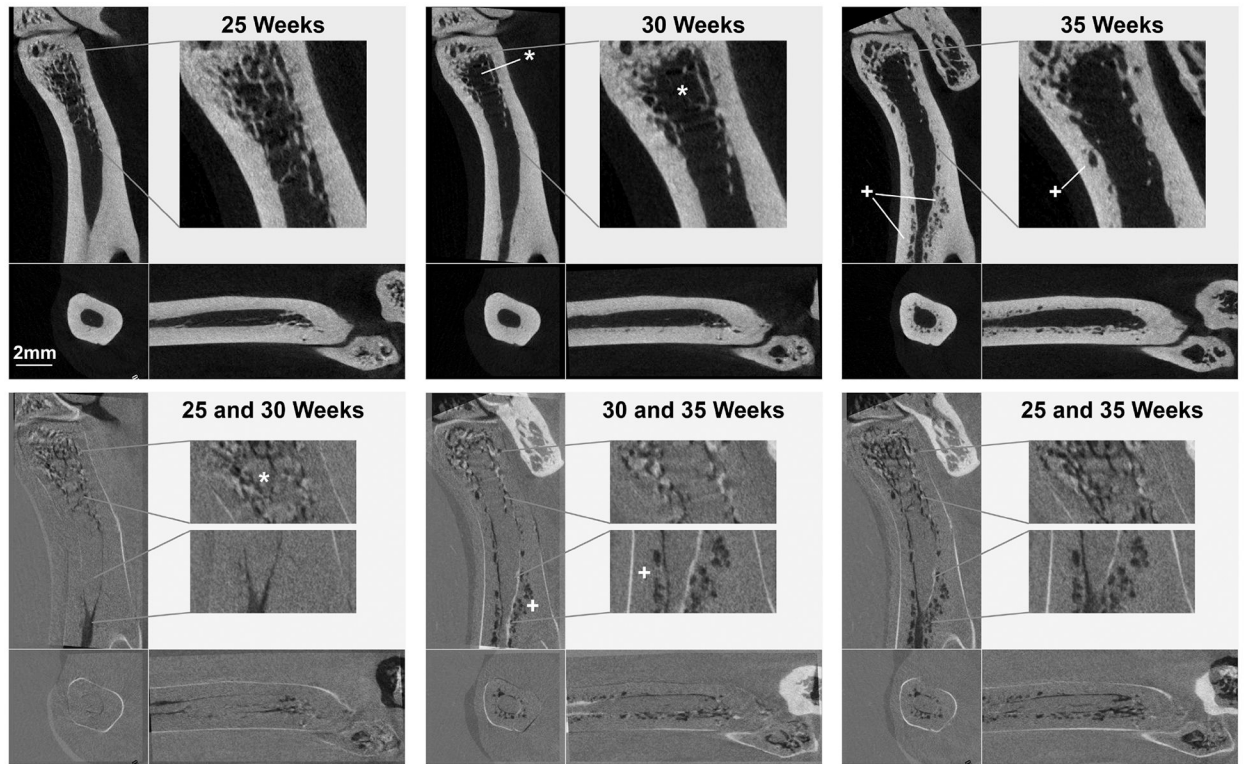 25 Weeks
30 Weeks
35 Weeks
*
*
+
+
2mm
25 and 30 Weeks
30 and 35 Weeks
25 and 35 Weeks
*
+
+